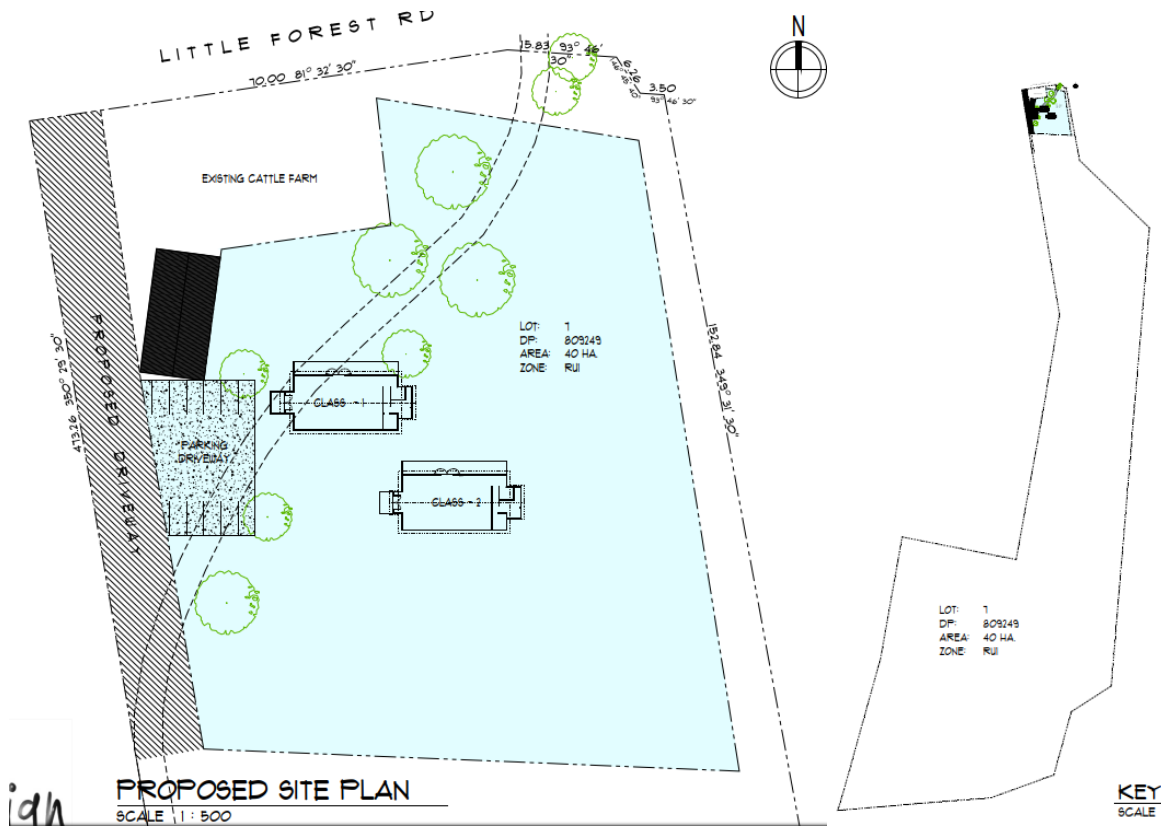 LITTLE FOREST RD
70.00 81° 32' 30"
15.83 93° 46' 30"
6.26
3.50
93° 46' 30"
N
EXISTING CATTLE FARM
LOT: 7
DP: 809249
AREA: 40 HA.
ZONE: RU1
152.84 349° 31' 30"
473.26 350° 29' 30"
PROPOSED DRIVEWAY
CLASS - 1
PARKING
DRIVEWAY
CLASS - 2
LOT: 7
DP: 809249
AREA: 40 HA.
ZONE: RU1
ign
PROPOSED SITE PLAN
SCALE 1 : 500
KEY
SCALE